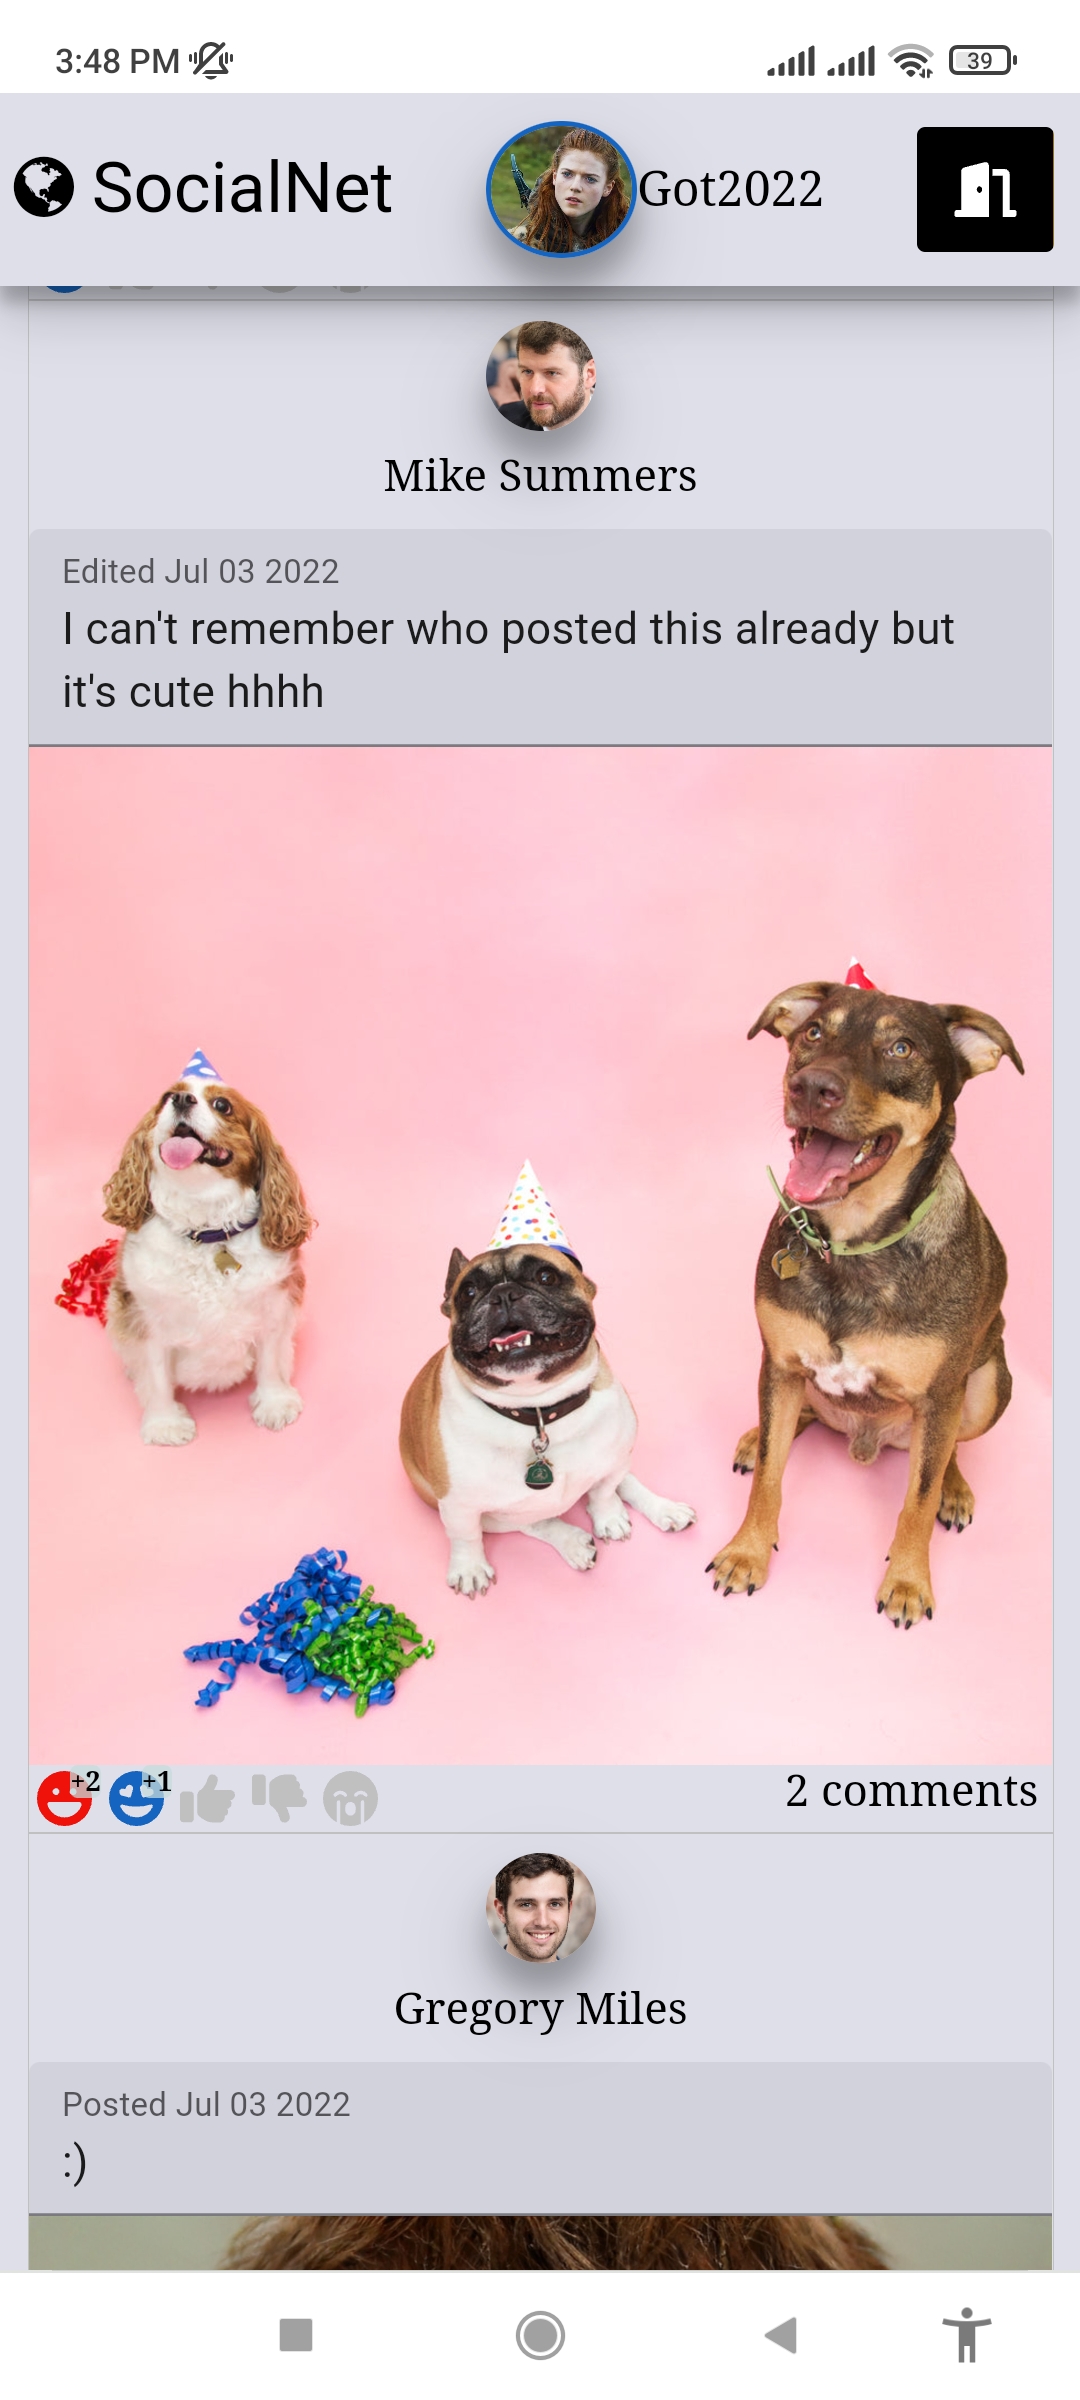 3:48 PM
39
SocialNet
Got2022
Mike Summers
Edited Jul 03 2022
I can't remember who posted this already but
it's cute hhhh
+2 +1
2 comments
Gregory Miles
Posted Jul 03 2022
:)